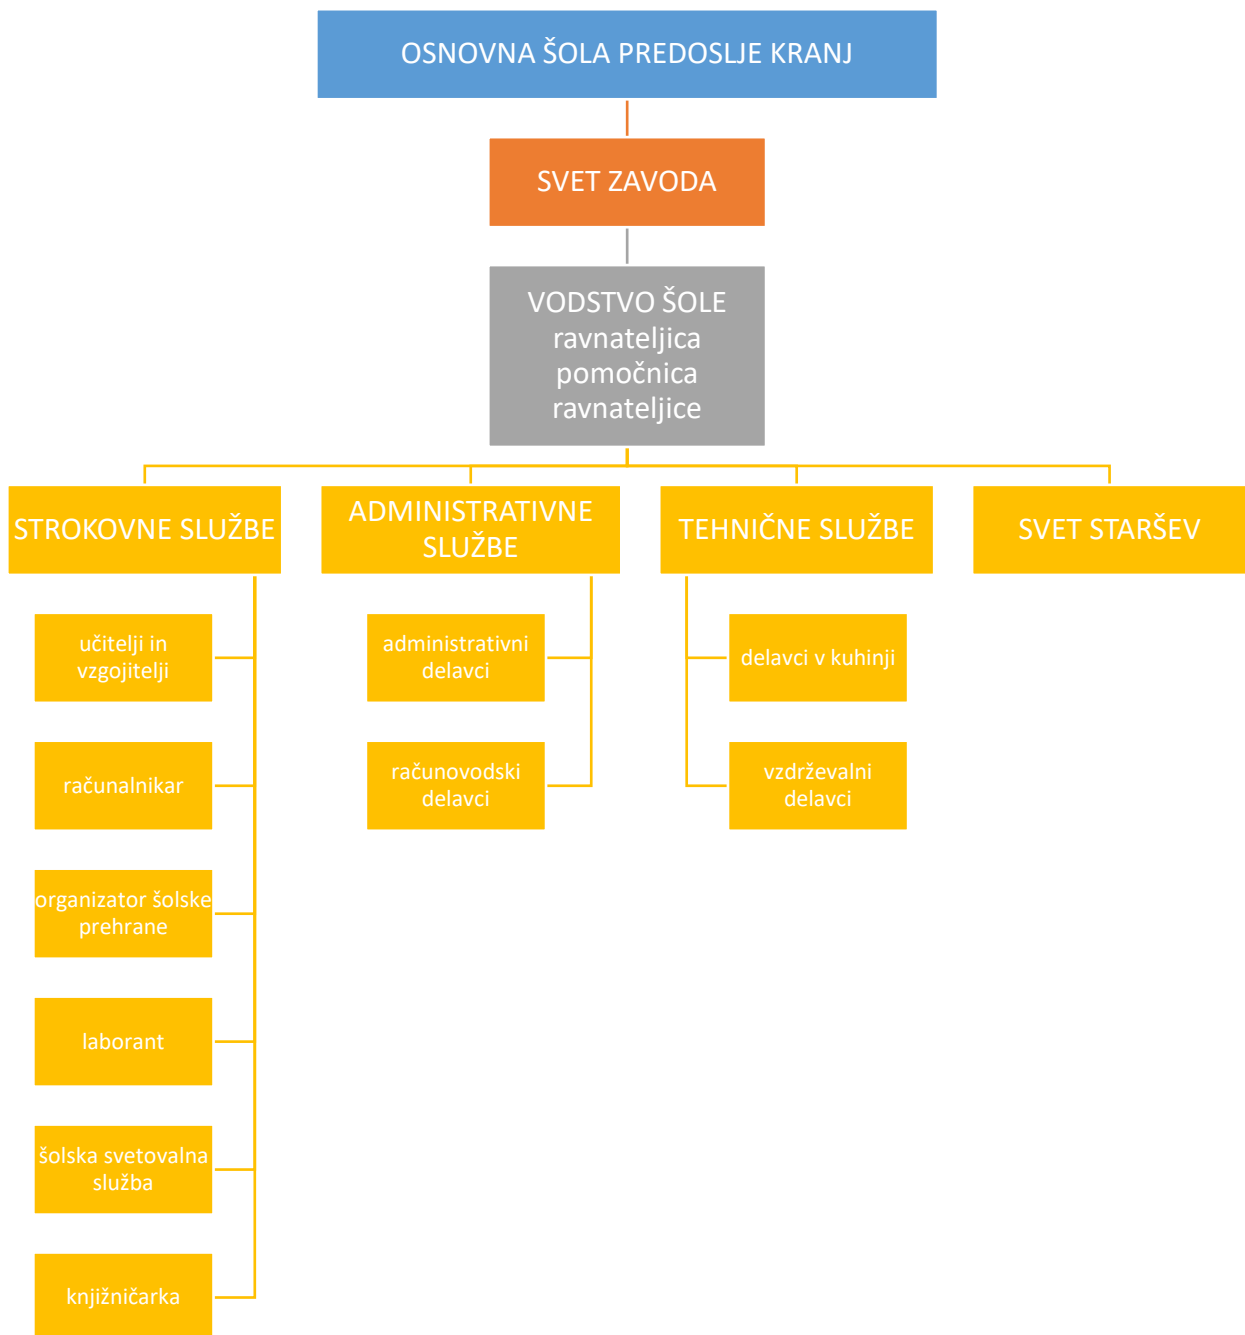 OSNOVNA ŠOLA PREDOSLJE KRANJ
SVET ZAVODA
VODSTVO ŠOLE
ravnateljica
pomočnica
ravnateljice
STROKOVNE SLUŽBE
učitelji in
vzgojitelji
računalnikar
organizator šolske
prehrane
laborant
šolska svetovalna
služba
knjižničarka
ADMINISTRATIVNE
SLUŽBE
administrativni
delavci
računovodski
delavci
TEHNIČNE SLUŽBE
delavci v kuhinji
vzdrževalni
delavci
SVET STARŠEV